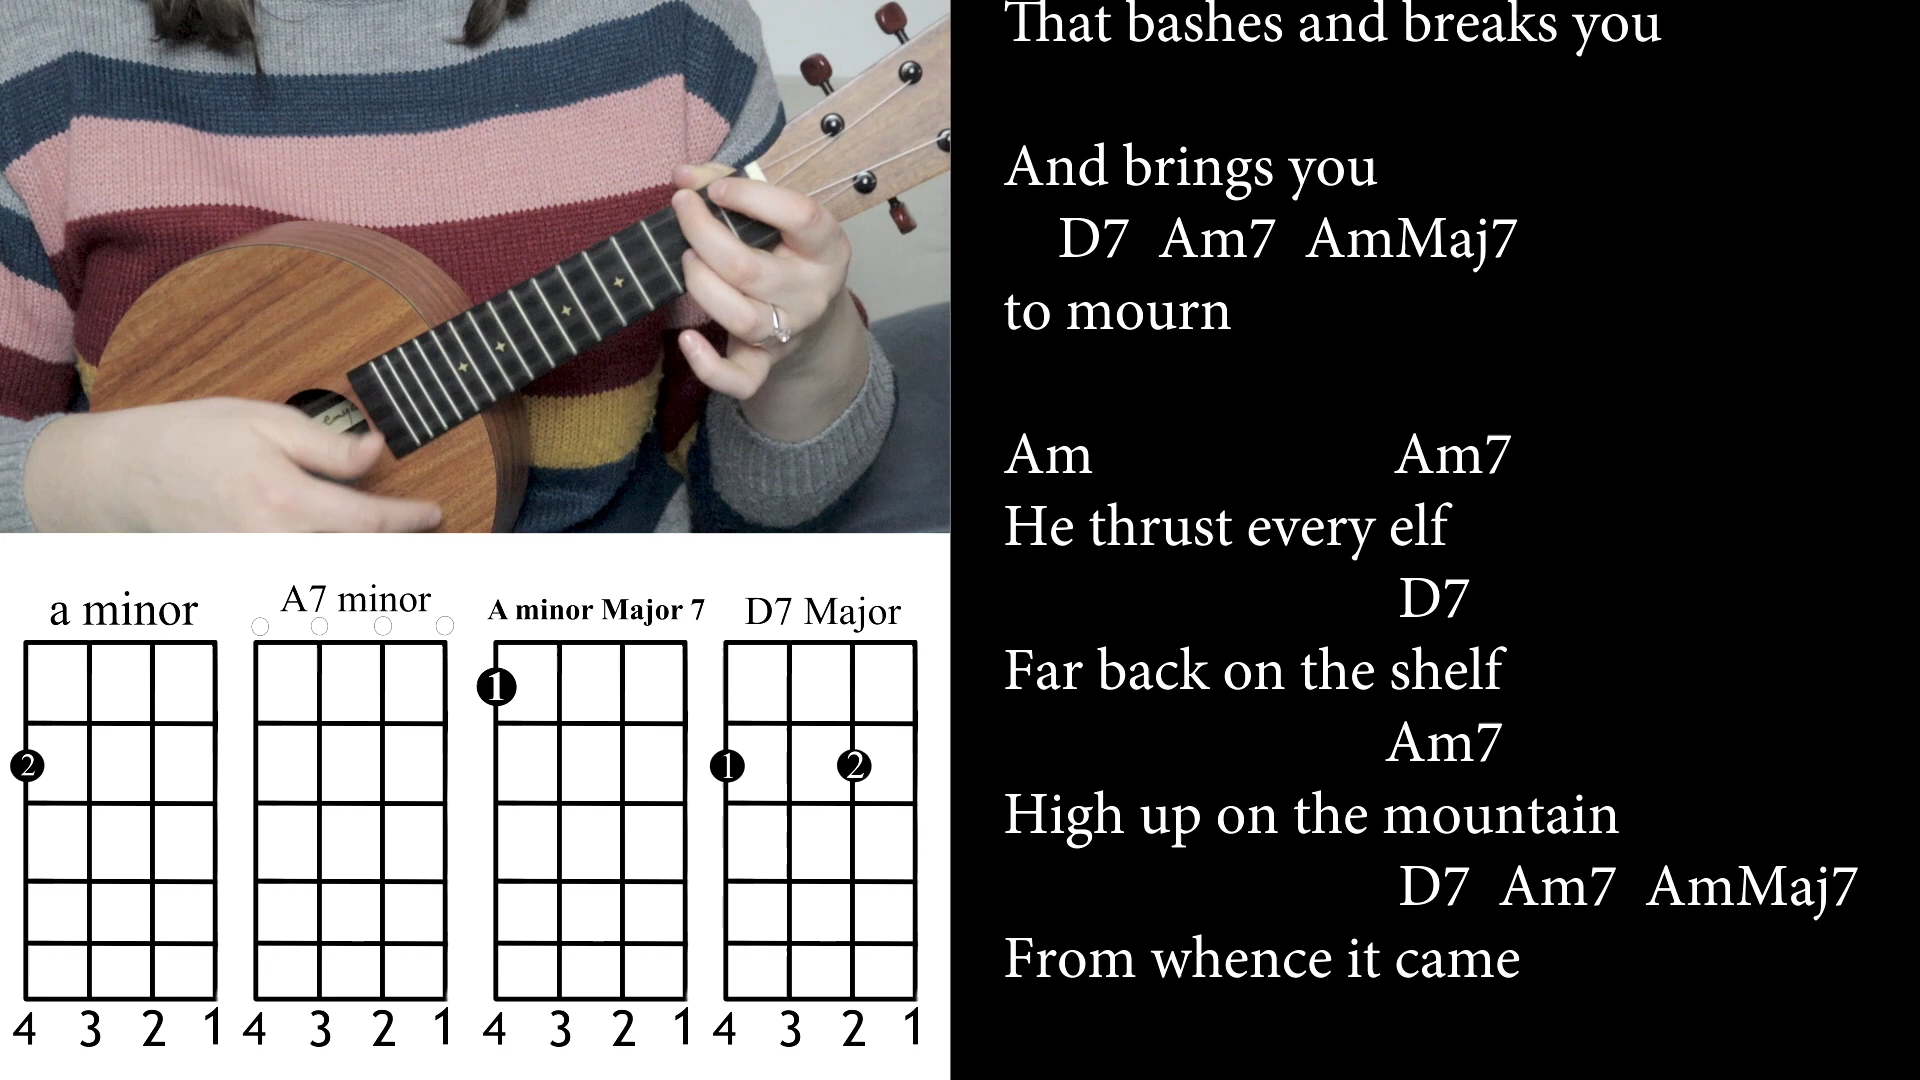 That bashes and breaks you
And brings you
D7 Am7 AmMaj7
to mourn
Am Am7
He thrust every elf
D7
Far back on the shelf
Am7
High up on the mountain
D7 Am7 AmMaj7
From whence it came
a minor
A7 minor
A minor Major 7
D7 Major
1
2
1 2
4 3 2 1
4 3 2 1
4 3 2 1
4 3 2 1